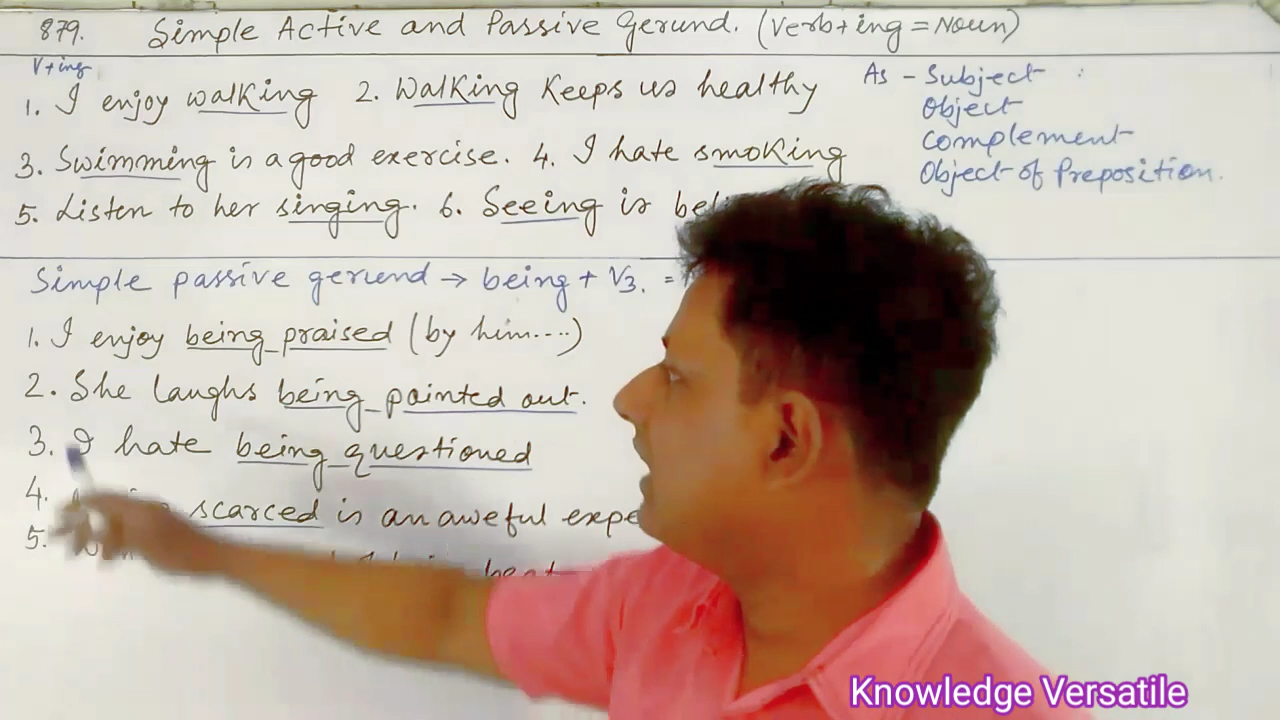 879. Simple Active and Passive Gerund. (Verb+ing = Noun)
V+ing
1. I enjoy walking 2. Walking keeps us healthy
3. Swimming is a good exercise. 4. I hate smoking
5. Listen to her singing. 6. Seeing is
As - Subject :
Object
Complement
Object of Preposition.
Simple passive gerund → being + V3. =
1. I enjoy being praised (by him....)
2. She laughs being pointed out.
3. I hate being questioned
4. scarced is an aweful
5. beat
Knowledge Versatile